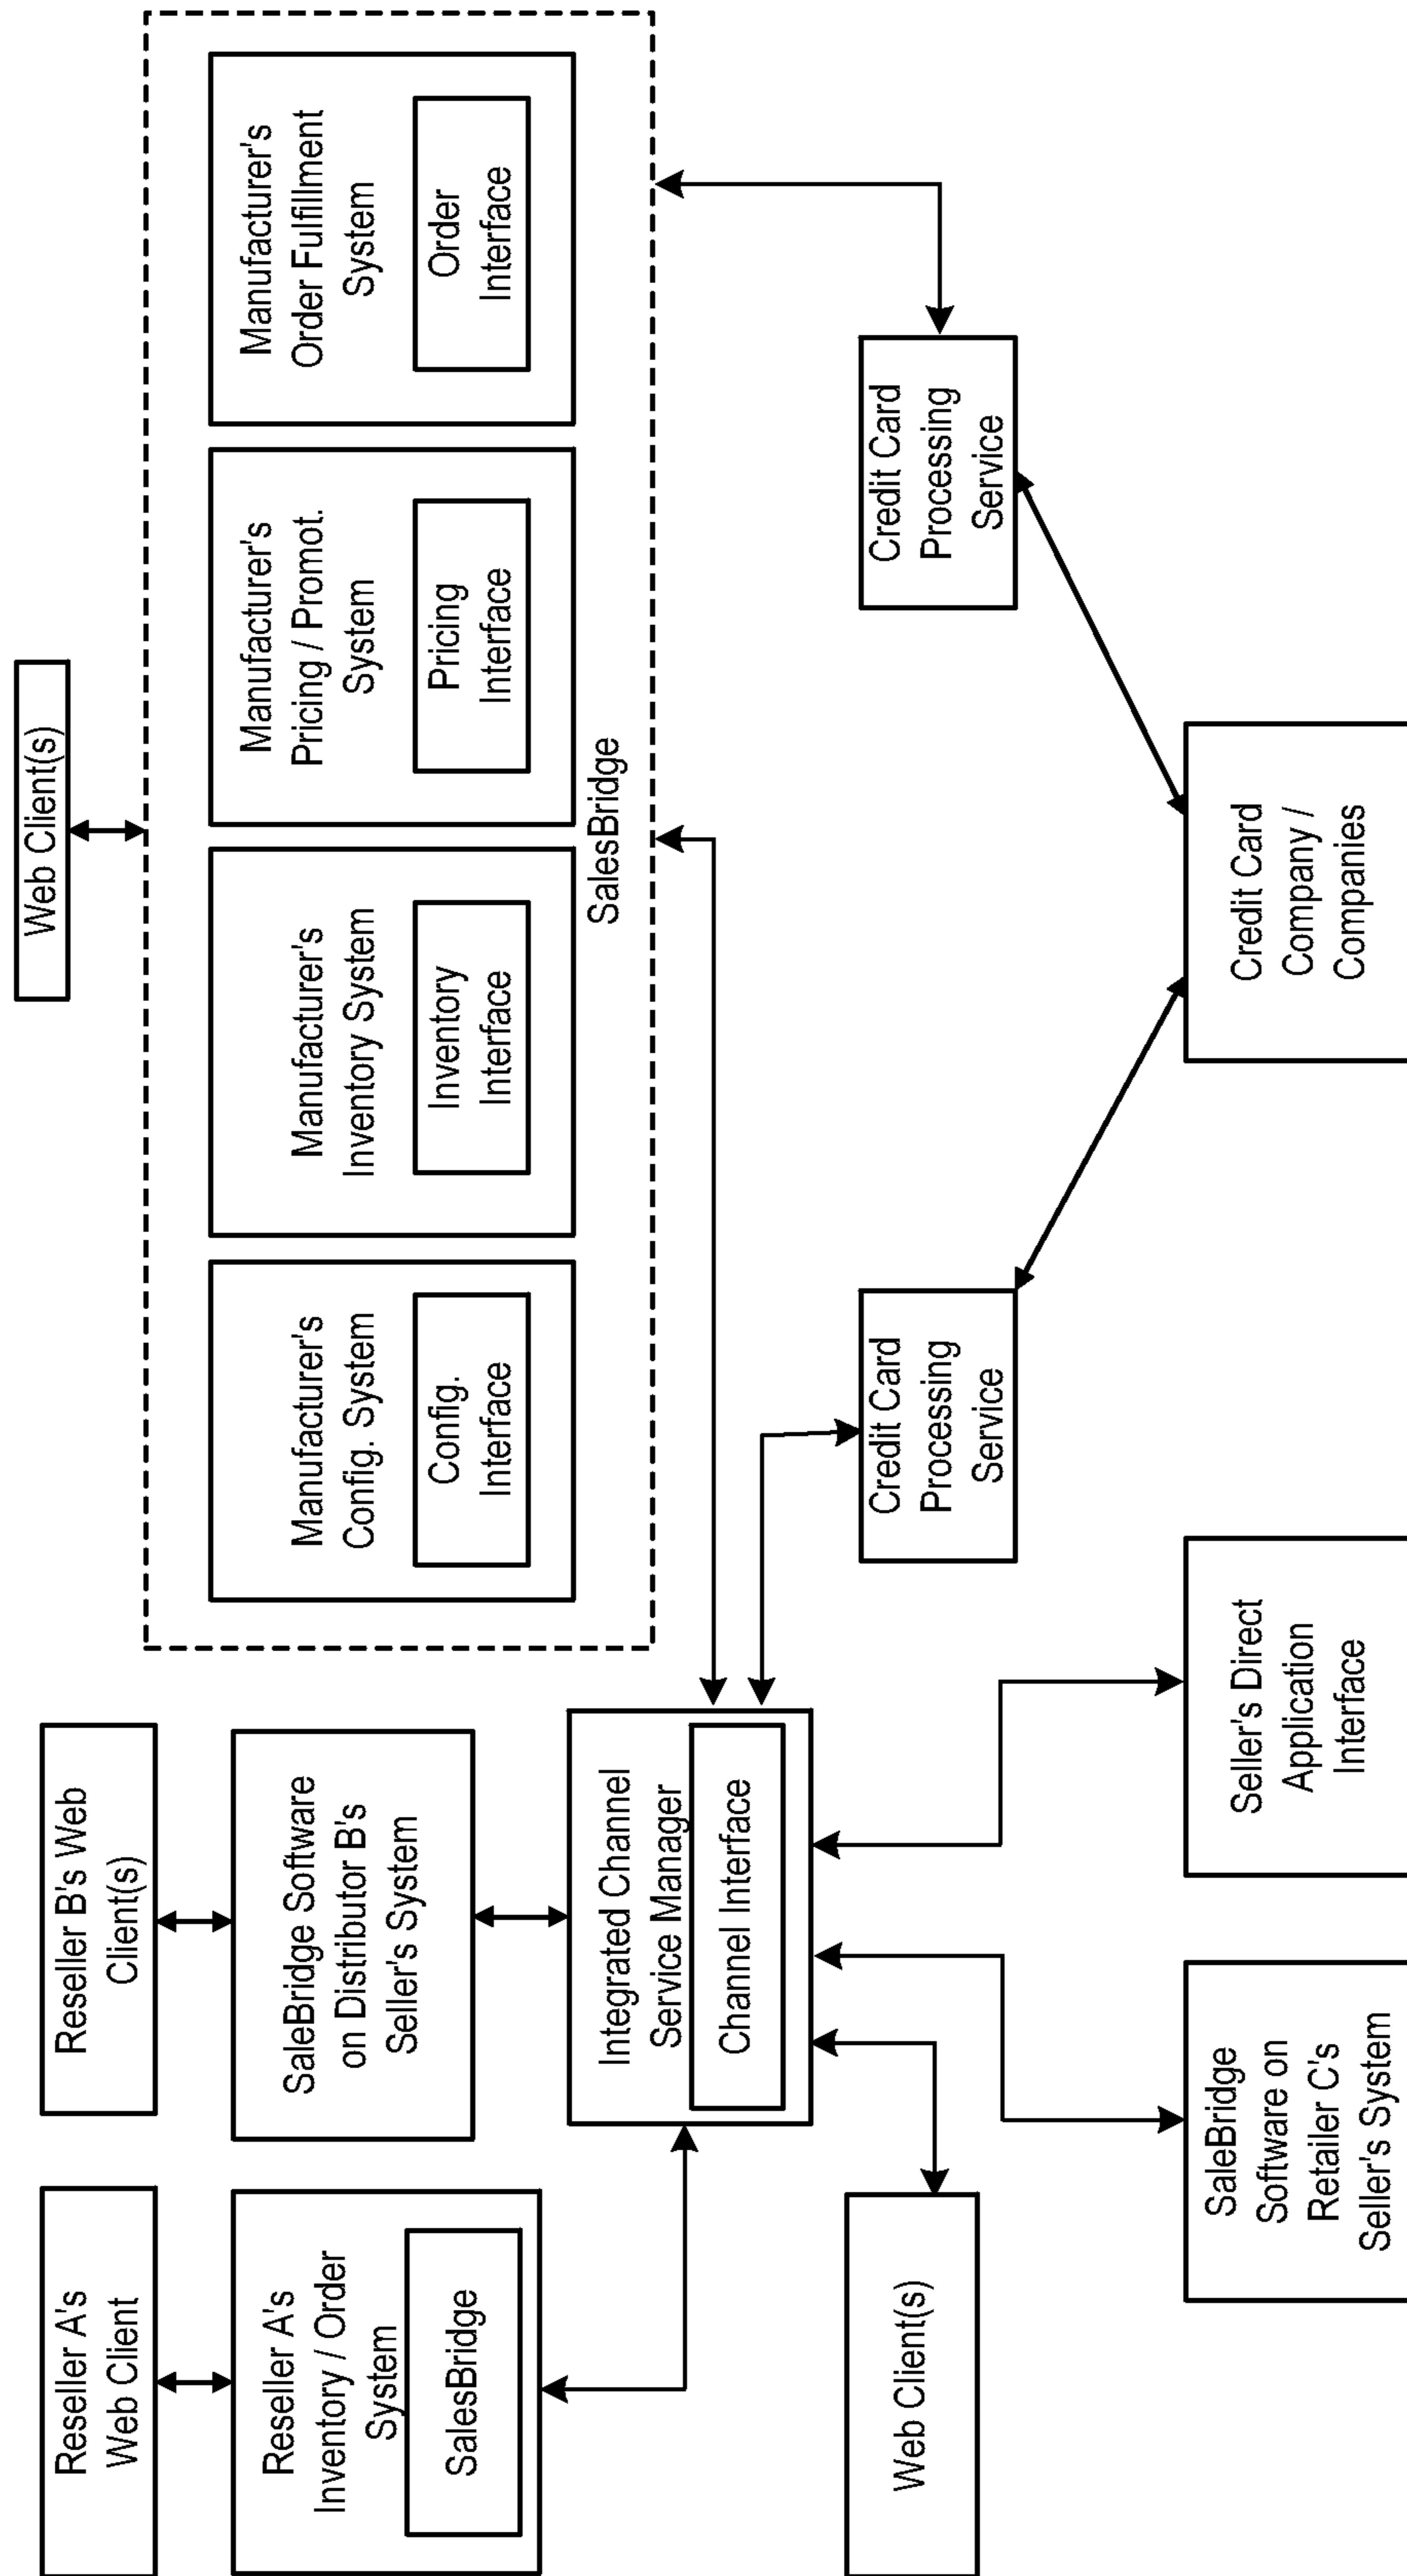 Reseller A's
Web Client
Reseller B's Web
Client(s)
Web Client(s)
Reseller A's
Inventory / Order
System
SalesBridge
SaleBridge Software
on Distributor B's
Seller's System
Manufacturer's
Config. System
Config.
Interface
Manufacturer's
Inventory System
Inventory
Interface
Manufacturer's
Pricing / Promot.
System
Pricing
Interface
Manufacturer's
Order Fulfillment
System
Order
Interface
SalesBridge
Integrated Channel
Service Manager
Channel Interface
Web Client(s)
Credit Card
Processing
Service
Credit Card
Processing
Service
SaleBridge
Software on
Retailer C's
Seller's System
Seller's Direct
Application
Interface
Credit Card
Company /
Companies